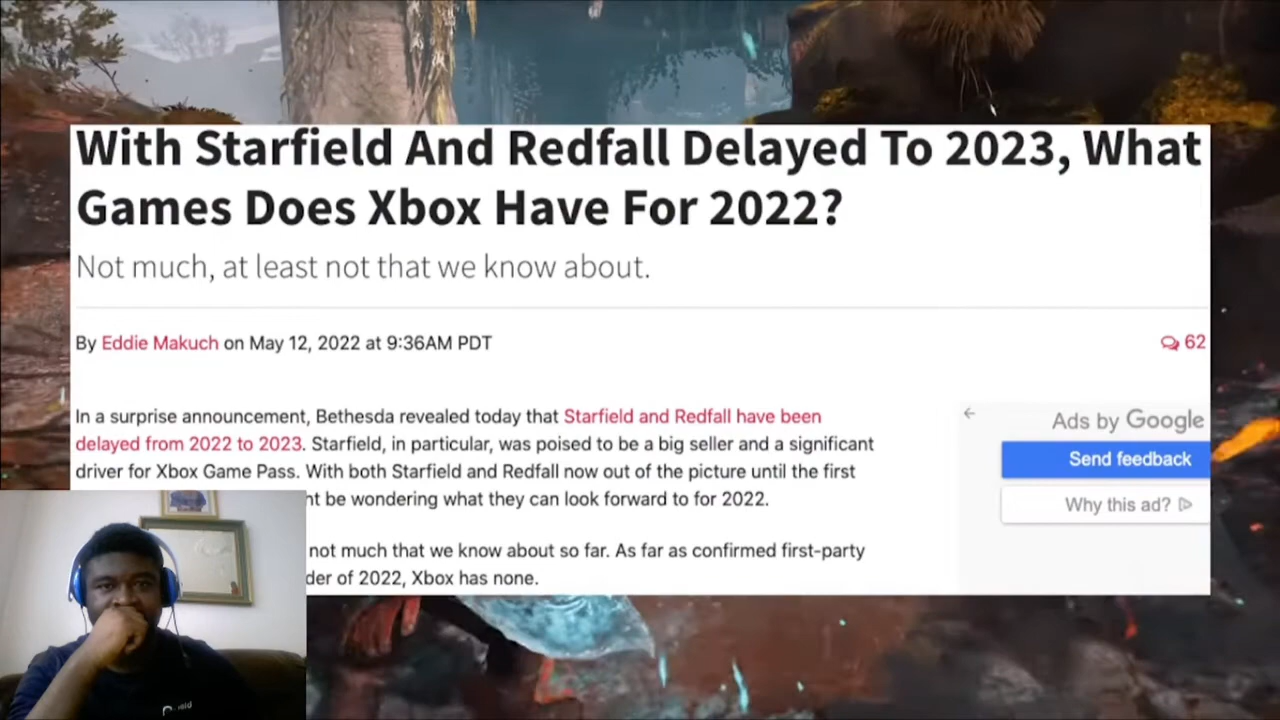 With Starfield And Redfall Delayed To 2023, What
Games Does Xbox Have For 2022?
Not much, at least not that we know about.
By Eddie Makuch on May 12, 2022 at 9:36AM PDT
62
In a surprise announcement, Bethesda revealed today that Starfield and Redfall have been
delayed from 2022 to 2023. Starfield, in particular, was poised to be a big seller and a significant
driver for Xbox Game Pass. With both Starfield and Redfall now out of the picture until the first
be wondering what they can look forward to for 2022.
not much that we know about so far. As far as confirmed first-party
of 2022, Xbox has none.
Ads by Google
Send feedback
Why this ad?